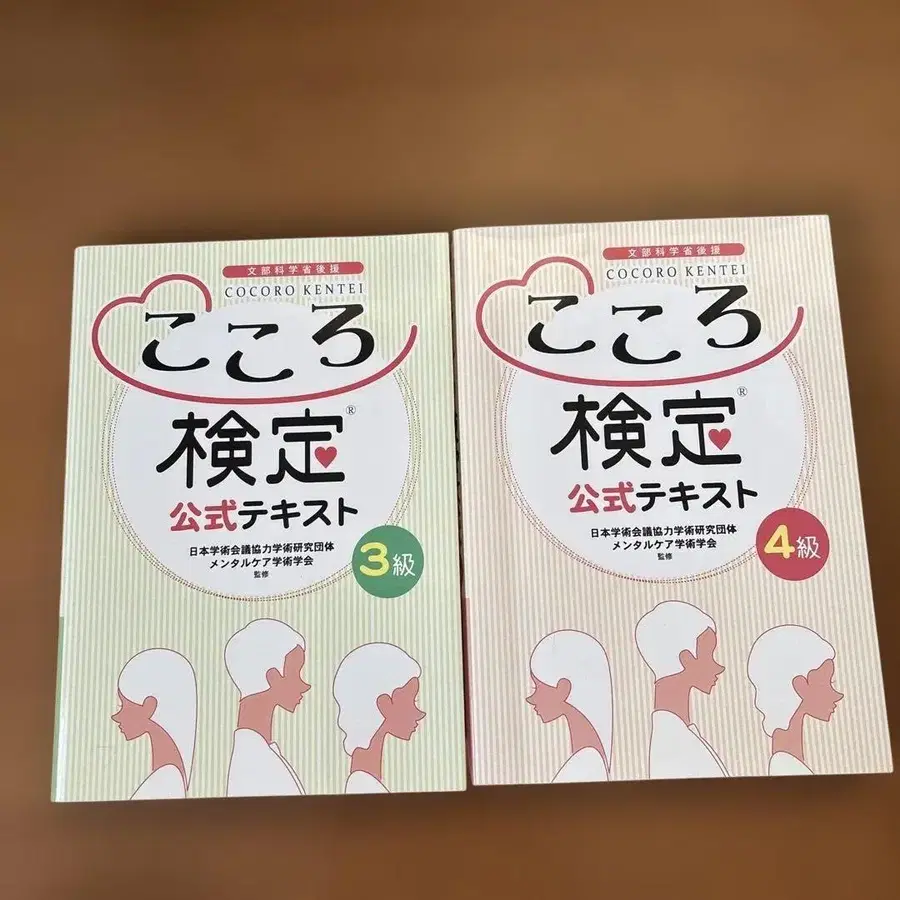 文部科学省後援
COCORO KENTEI
こころ
検定®
公式テキスト
日本学術会議協力学術研究団体
メンタルケア学術学会
監修
3級
文部科学省後援
COCORO KENTEI
こころ
検定®
公式テキスト
日本学術会議協力学術研究団体
メンタルケア学術学会
監修
4級